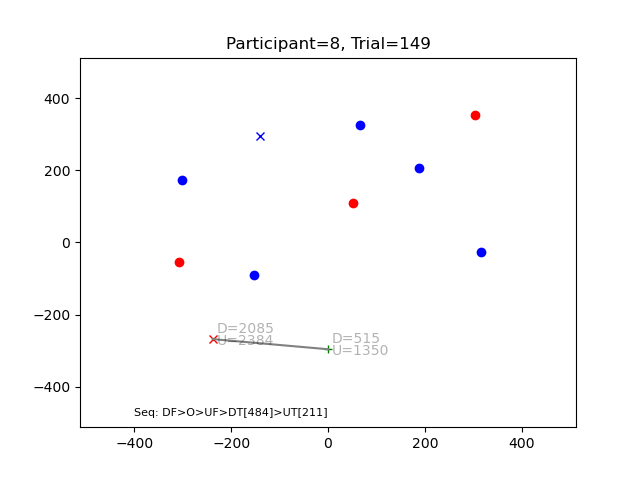 Participant=8, Trial=149
400
200
0
−200
−400
D=2085
U=2384
D=515
U=1350
Seq: DF>O>UF>DT[484]>UT[211]
−400 −200 0 200 400